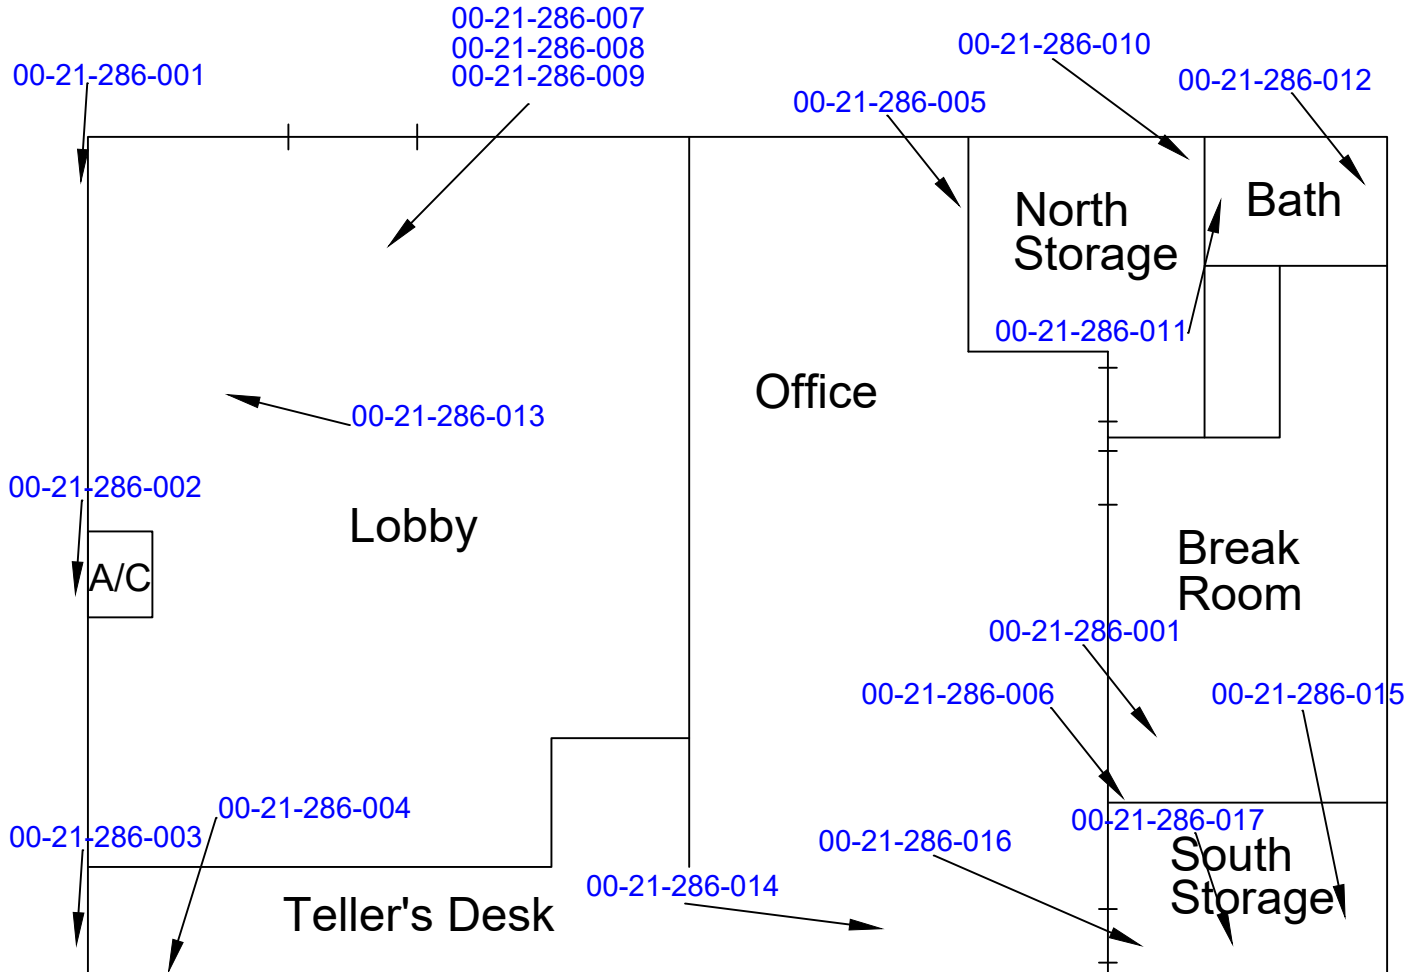 00-21-286-007
00-21-286-008
00-21-286-009
00-21-286-010
00-21-286-001
00-21-286-012
00-21-286-005
Bath
North
Storage
00-21-286-011
Office
00-21-286-013
00-21-286-002
Lobby
Break
Room
A/C
00-21-286-001
00-21-286-006
00-21-286-015
00-21-286-004
00-21-286-003
00-21-286-016
00-21-286-017
South
Storage
00-21-286-014
Teller's Desk